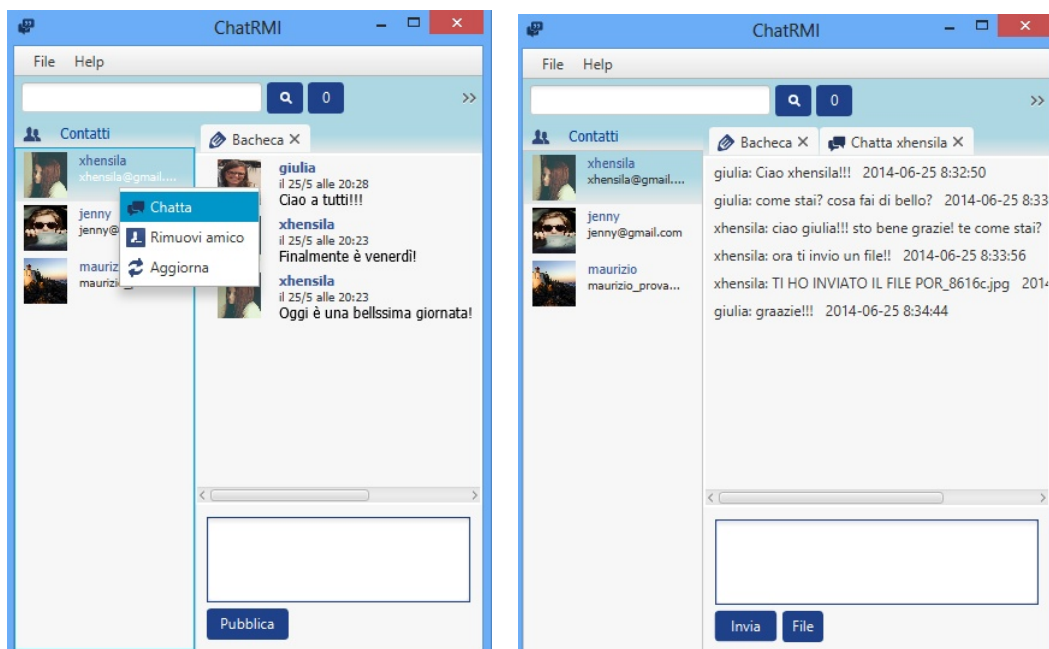 ChatRMI
File Help
0 >>
Contatti
Bacheca
xhensila
xhensila@gmail....
jenny
jenny@
mauriz
maurizio_
Chatta
Rimuovi amico
Aggiorna
giulia
il 25/5 alle 20:28
Ciao a tutti!!!
xhensila
il 25/5 alle 20:23
Finalmente è venerdì!
xhensila
il 25/5 alle 20:23
Oggi è una bellssima giornata!
Pubblica
ChatRMI
File Help
0 >>
Contatti
Bacheca Chatta xhensila
xhensila
xhensila@gmail....
jenny
jenny@gmail.com
maurizio
maurizio_prova...
giulia: Ciao xhensila!!! 2014-06-25 8:32:50
giulia: come stai? cosa fai di bello? 2014-06-25 8:33
xhensila: ciao giulia!!! sto bene grazie! te come stai?
xhensila: ora ti invio un file!! 2014-06-25 8:33:56
xhensila: TI HO INVIATO IL FILE POR_8616c.jpg 2014
giulia: graazie!!! 2014-06-25 8:34:44
Invia File